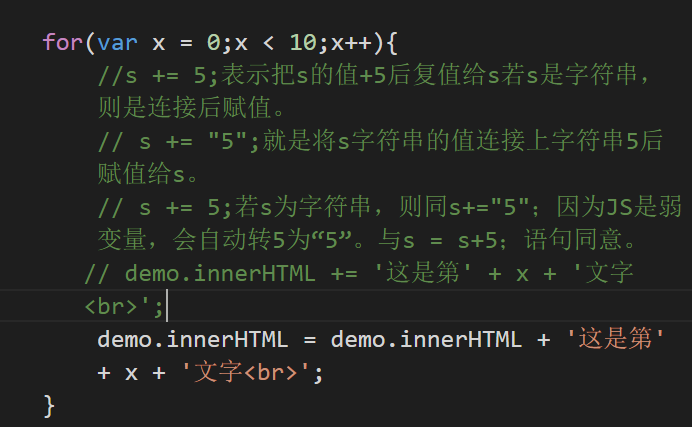 for(var x = 0;x < 10;x++){
//s += 5;表示把s的值+5后复值给s若s是字符串，
则是连接后赋值。
// s += "5";就是将s字符串的值连接上字符串5后
赋值给s。
// s += 5;若s为字符串，则同s+="5"；因为JS是弱
变量，会自动转5为“5”。与s = s+5；语句同意。
// demo.innerHTML += '这是第' + x + '文字
<br>';
demo.innerHTML = demo.innerHTML + '这是第'
+ x + '文字<br>';
}